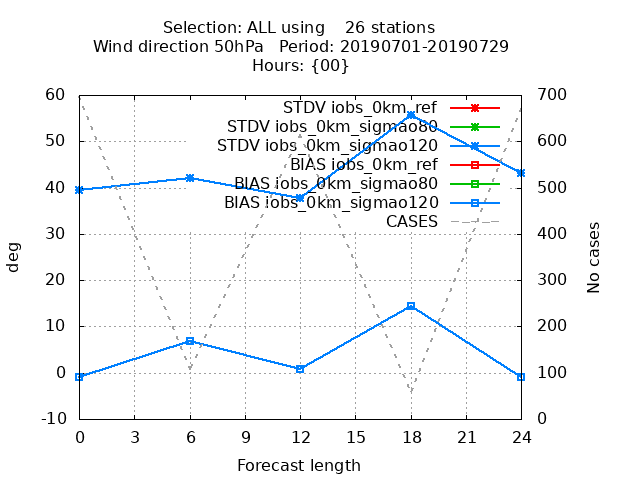 Selection: ALL using    26 stations
Wind direction 50hPa   Period: 20190701-20190729
Hours: {00}
60 700
STDV iobs_0km_ref
STDV iobs_0km_sigmao80
50 600
STDV iobs_0km_sigmao120
BIAS iobs_0km_ref
40 500
BIAS iobs_0km_sigmao80
BIAS iobs_0km_sigmao120
CASES
30 400
deg
No cases
20 300
10 200
0 100
-10 0
0 3 6 9 12 15 18 21 24
Forecast length